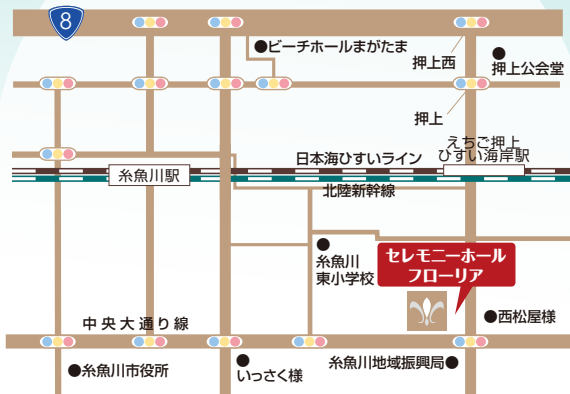 8
ビーチホールまがたま
押上西
押上公会堂
押上
えちご押上
ひすい海岸駅
日本海ひすいライン
糸魚川駅
北陸新幹線
糸魚川
東小学校
セレモニーホール
フローリア
西松屋様
中央大通り線
糸魚川市役所
いっさく様
糸魚川地域振興局